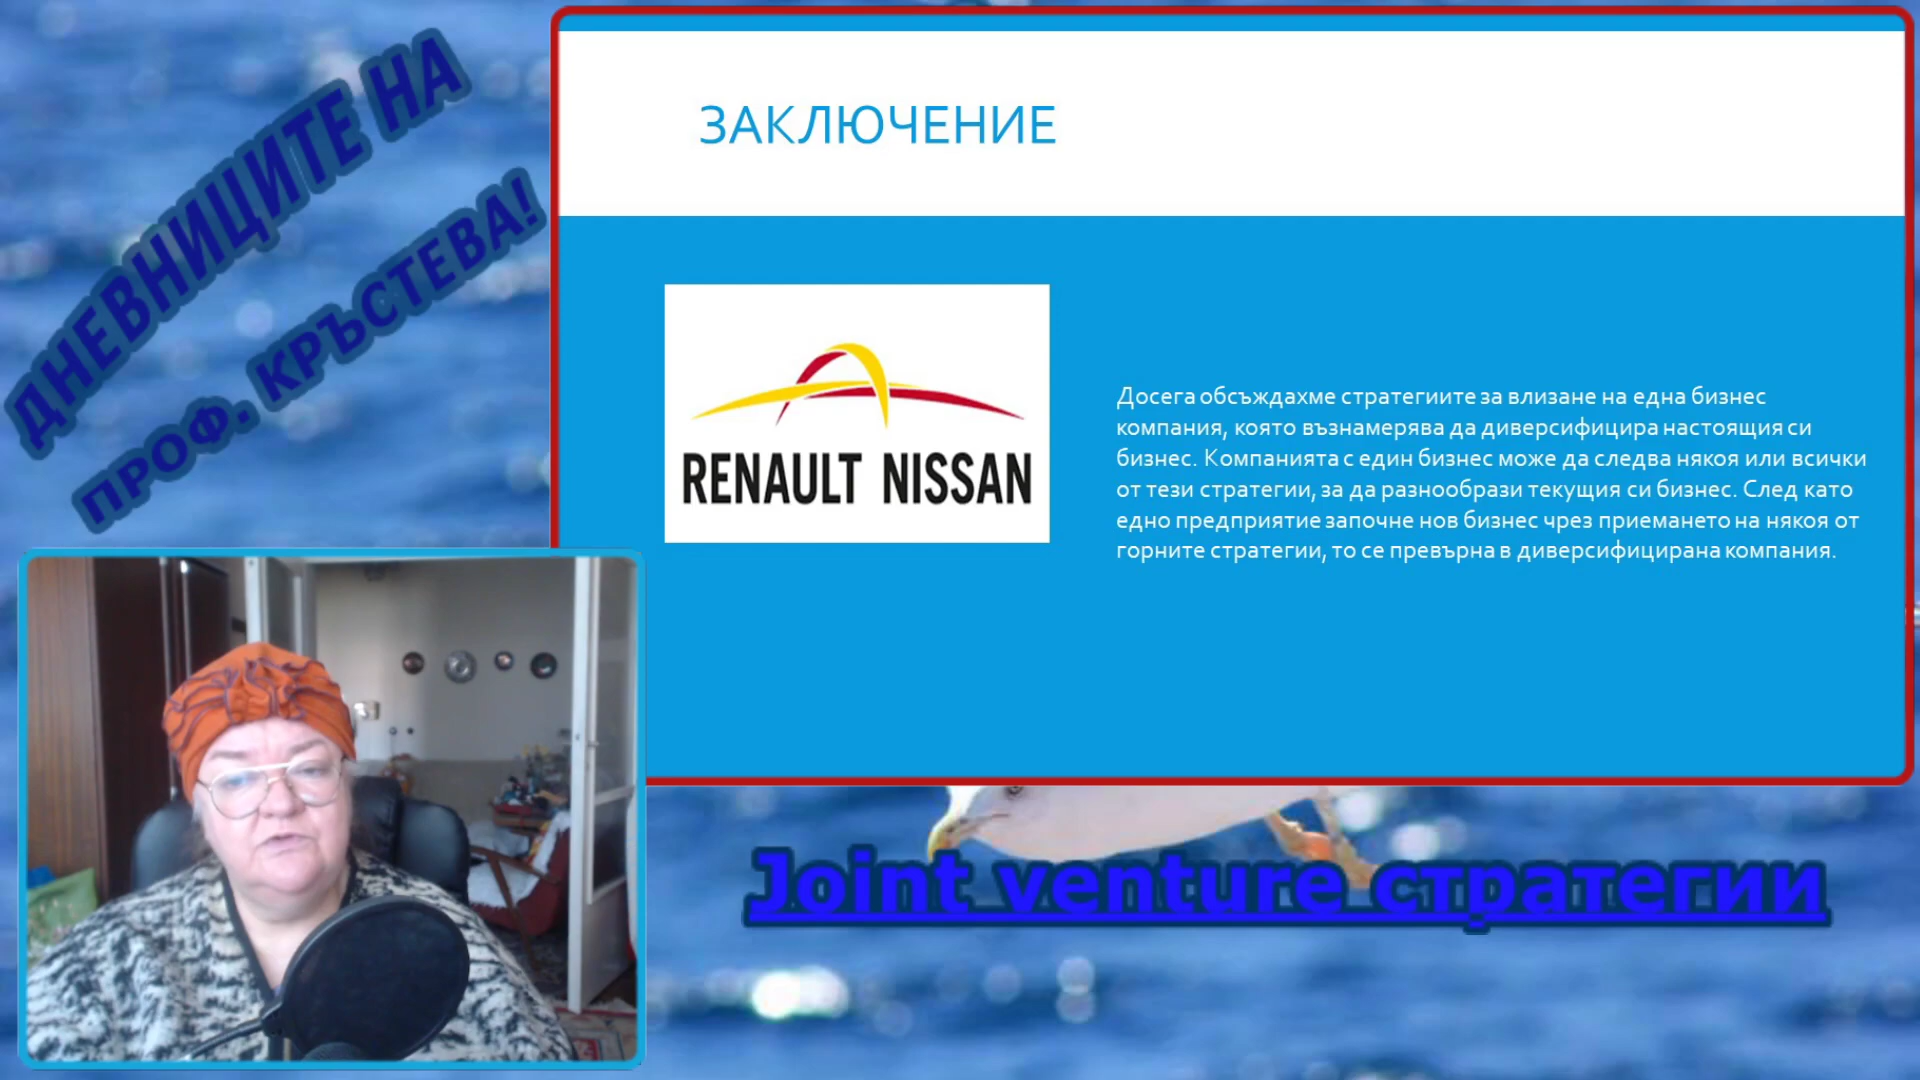 ДНЕВНИЦИТЕ НА
ПРОФ. КРЪСТЕВА!
ЗАКЛЮЧЕНИЕ
RENAULT NISSAN
Досега обсъждахме стратегиите за влизане на една бизнес
компания, която възнамерява да диверсифицира настоящия си
бизнес. Компанията с един бизнес може да следва някоя или всички
от тези стратегии, за да разнообрази текущия си бизнес. След като
едно предприятие започне нов бизнес чрез приемането на някоя от
горните стратегии, то се превърна в диверсифицирана компания.
Joint venture стратегии